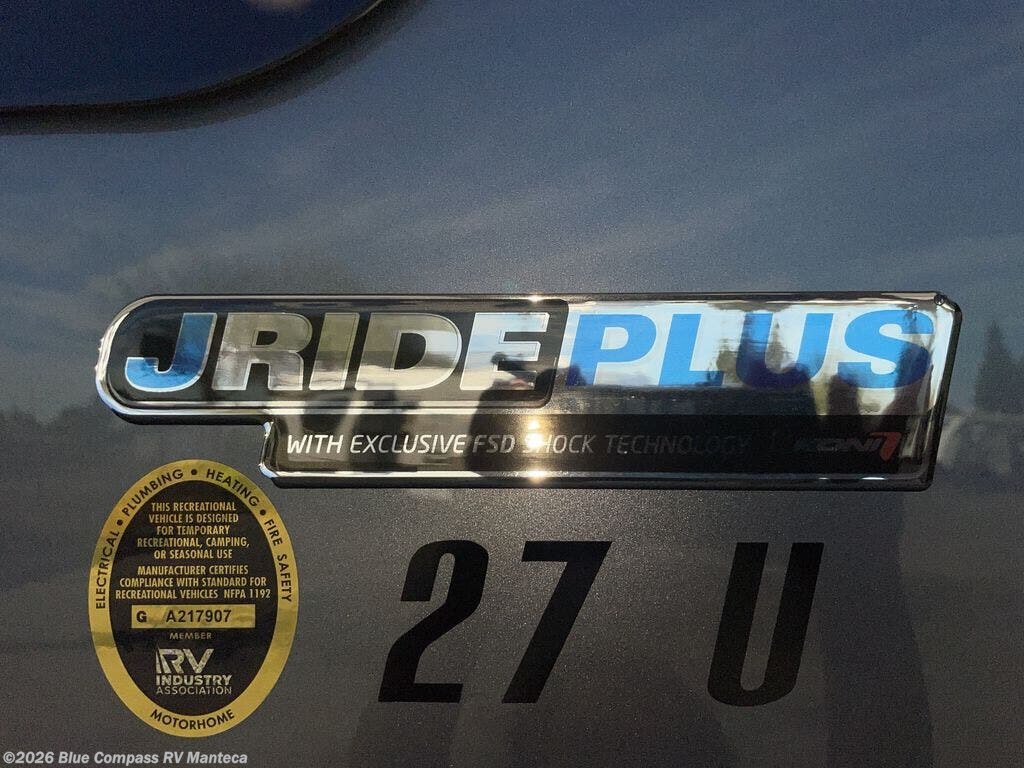 JRIDEPLUS
WITH EXCLUSIVE FSD SHOCK TECHNOLOGY KONI
ELECTRICAL • PLUMBING • HEATING • FIRE SAFETY
THIS RECREATIONAL
VEHICLE IS DESIGNED
FOR TEMPORARY
RECREATIONAL, CAMPING,
OR SEASONAL USE
MANUFACTURER CERTIFIES
COMPLIANCE WITH STANDARD FOR
RECREATIONAL VEHICLES NFPA 1192
G A217907
MEMBER
RV
INDUSTRY
ASSOCIATION
MOTORHOME
27 U
©2026 Blue Compass RV Manteca